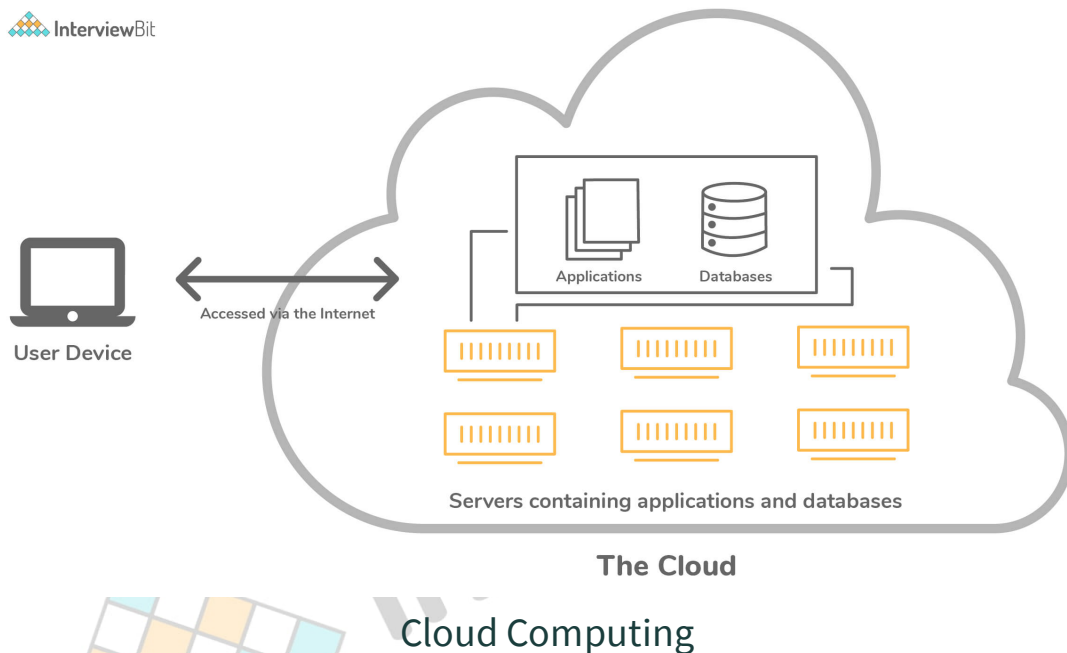 InterviewBit
Applications
Databases
Accessed via the Internet
User Device
Servers containing applications and databases
The Cloud
Cloud Computing